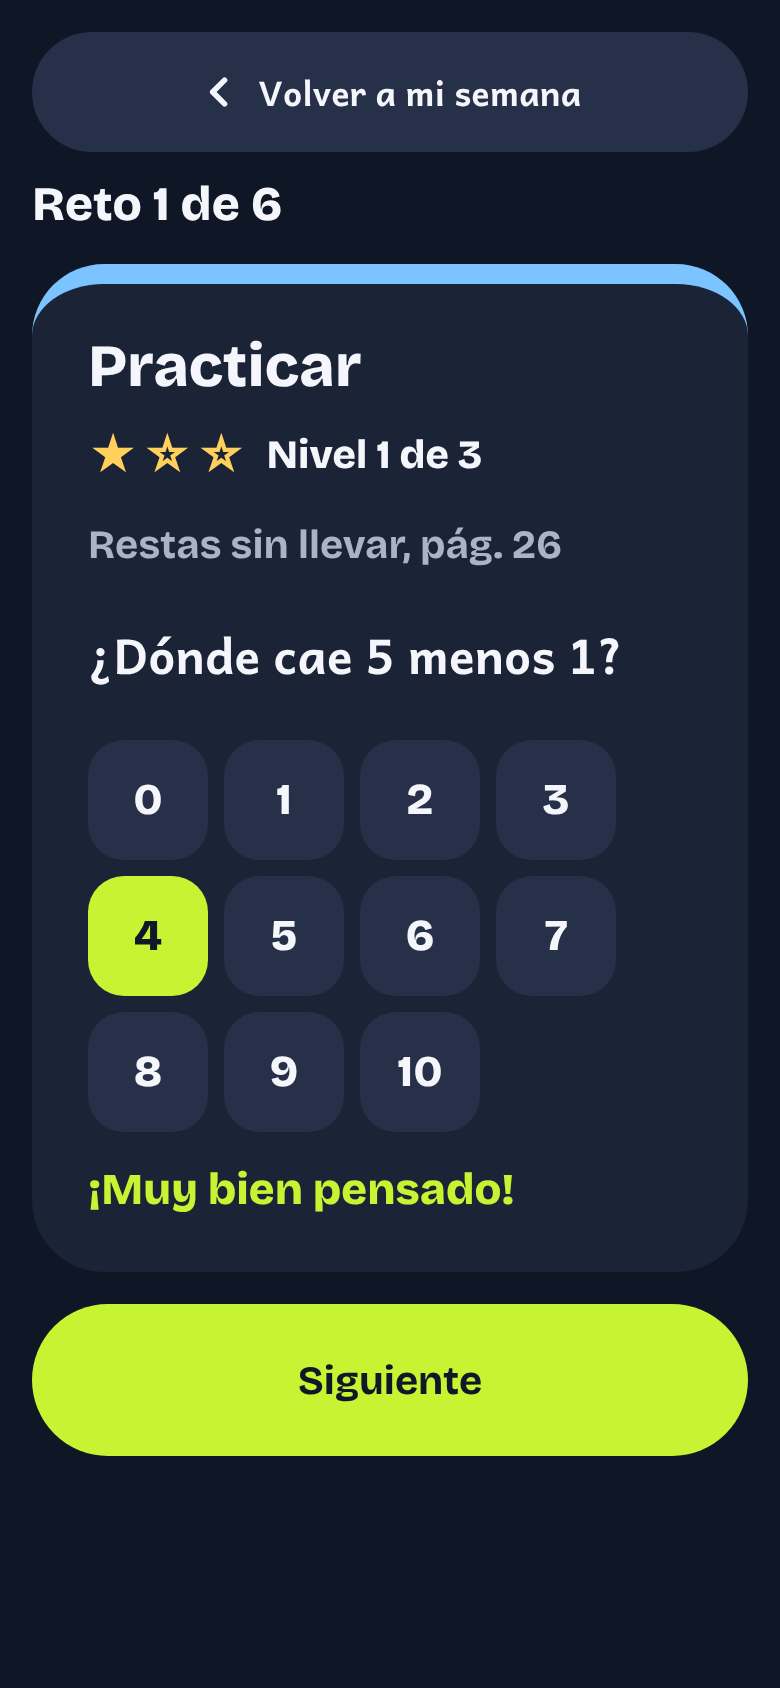 Volver a mi semana
Reto 1 de 6
Practicar
Nivel 1 de 3
Restas sin llevar, pág. 26
¿Dónde cae 5 menos 1?
0 1 2 3
4 5 6 7
8 9 10
¡Muy bien pensado!
Siguiente